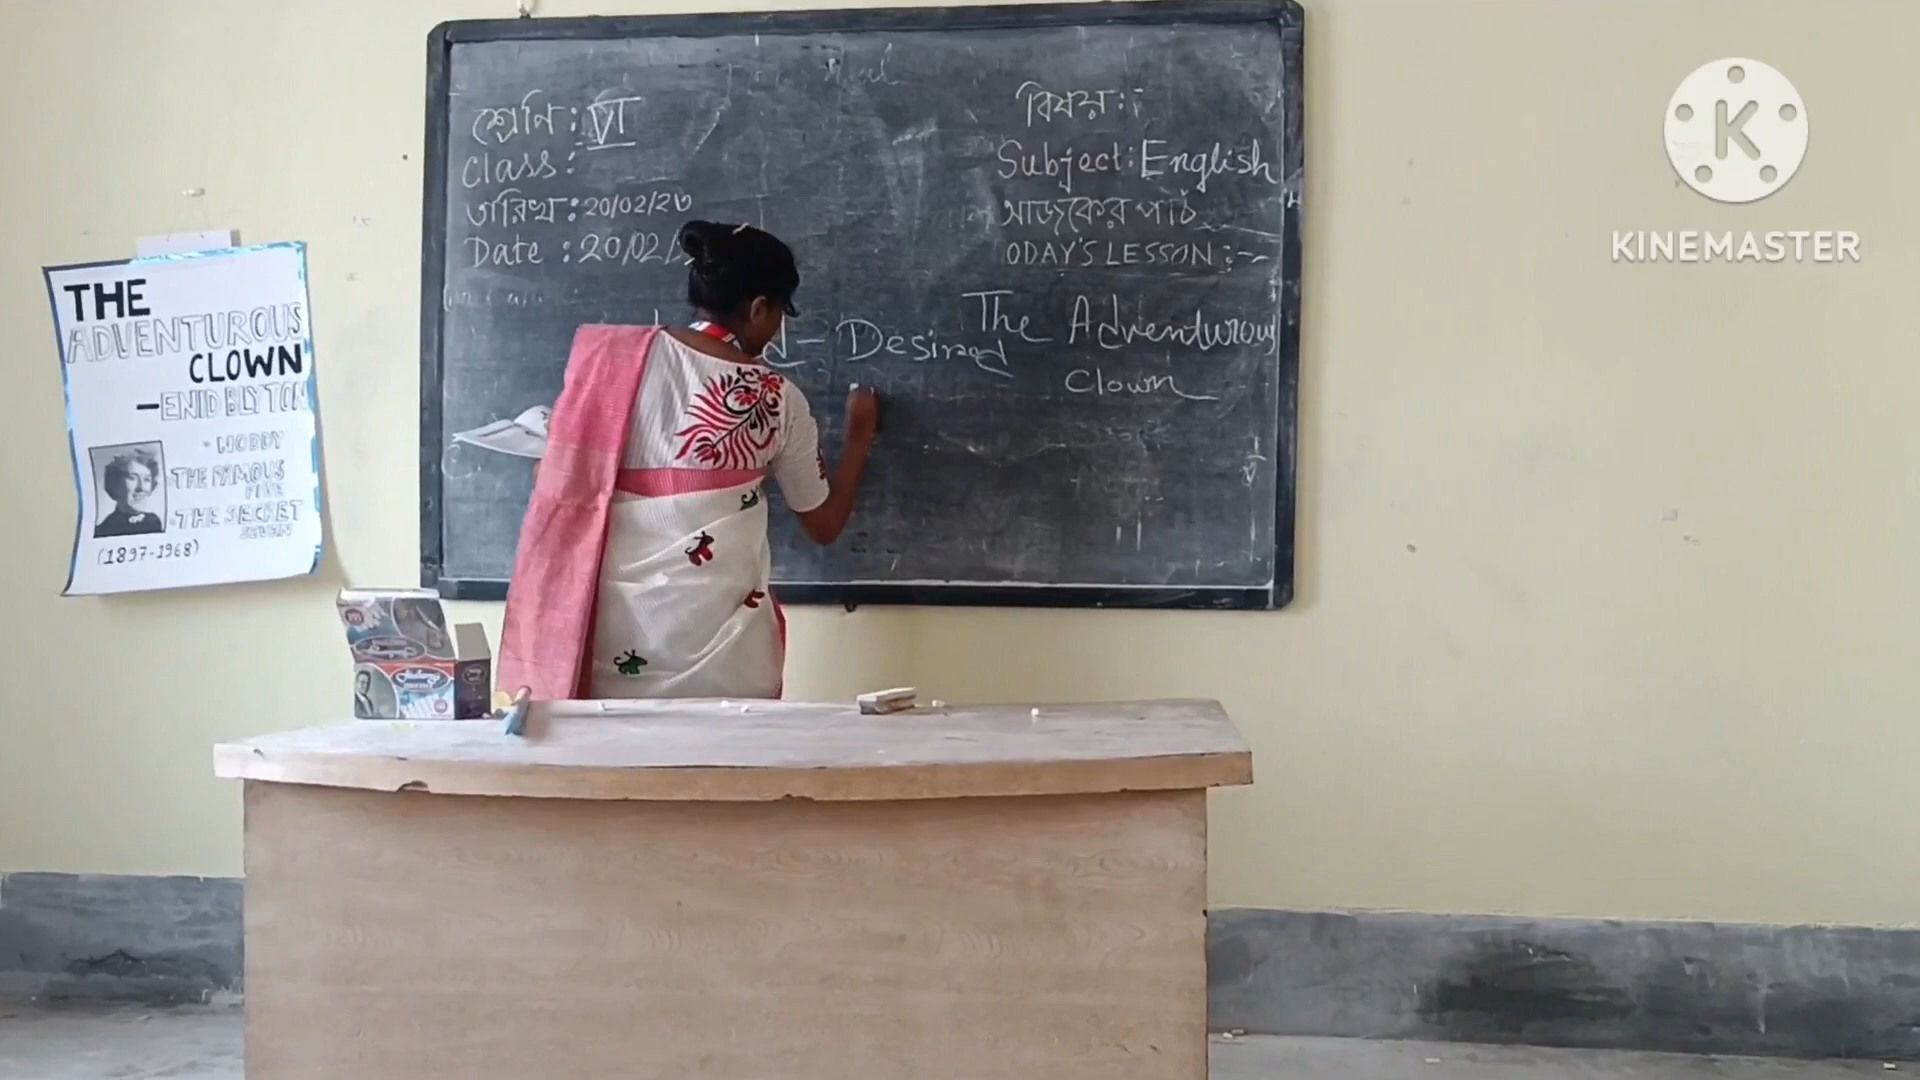 শ্রেণি : VI
Class :
তারিখ : 20/02/23
Date : 20/02/
বিষয় :
Subject : English
আজকের পাঠ
ODAY'S LESSON :-
The Adventurous
Clown
d - Desired
THE
ADVENTUROUS
CLOWN
-ENID BLYTON
• NODDY
• THE FAMOUS
FIVE
• THE SECRET
SEVEN
(1897-1968)
K
KINEMASTER